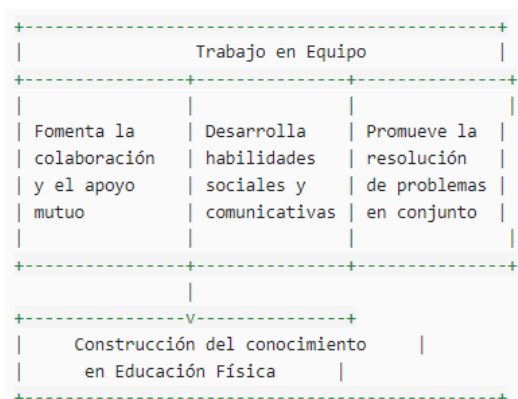 Trabajo en Equipo
Fomenta la colaboración y el apoyo mutuo
Desarrolla habilidades sociales y comunicativas
Promueve la resolución de problemas en conjunto
Construcción del conocimiento
en Educación Física